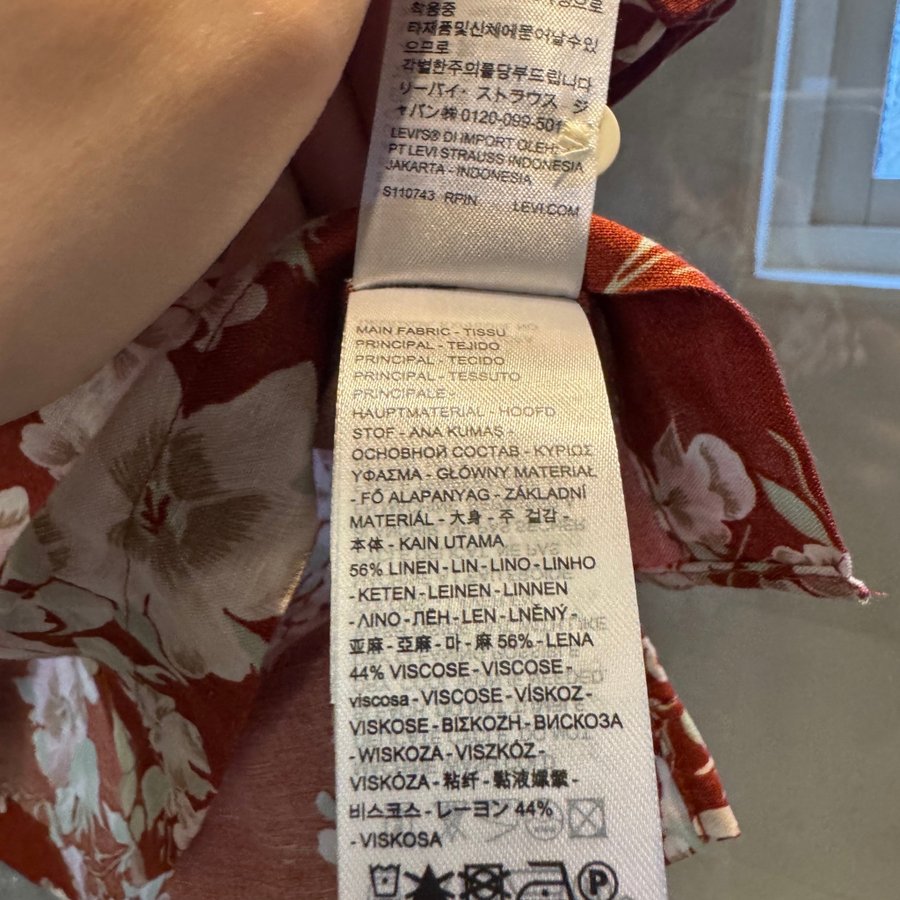 착용중
타제품및신체에묻어날수있
으므로
각별한주의를당부드립니다
リーバイ・ストラウス ジ
ャパン㈱ 0120-099-501
LEVI'S® DI IMPORT OLEH:
PT LEVI STRAUSS INDONESIA
JAKARTA - INDONESIA
S110743 RPIN LEVI.COM
MAIN FABRIC - TISSU
PRINCIPAL - TEJIDO
PRINCIPAL - TECIDO
PRINCIPAL - TESSUTO
PRINCIPALE -
HAUPTMATERIAL - HOOFD
STOF - ANA KUMAŞ -
ОСНОВНОЙ СОСТАВ - ΚΥΡΙΟΣ
ΥΦΑΣΜΑ - GŁÓWNY MATERIAŁ
- FŐ ALAPANYAG - ZÁKLADNÍ
MATERIÁL - 大身 - 주 겉감 -
本体 - KAIN UTAMA
56% LINEN - LIN - LINO - LINHO
- KETEN - LEINEN - LINNEN
- ΛΙΝΟ - ЛЁН - LEN - LNĚNÝ -
亚麻 - 亞麻 - 마 - 麻 56% - LENA
44% VISCOSE - VISCOSE -
viscosa - VISCOSE - VİSKOZ -
VISKOSE - ΒΙΣΚΟΖΗ - ВИСКОЗА
- WISKOZA - VISZKÓZ -
VISKÓZA - 粘纤 - 黏液嫘縈 -
비스코스 - レーヨン 44%
- VISKOSA
P